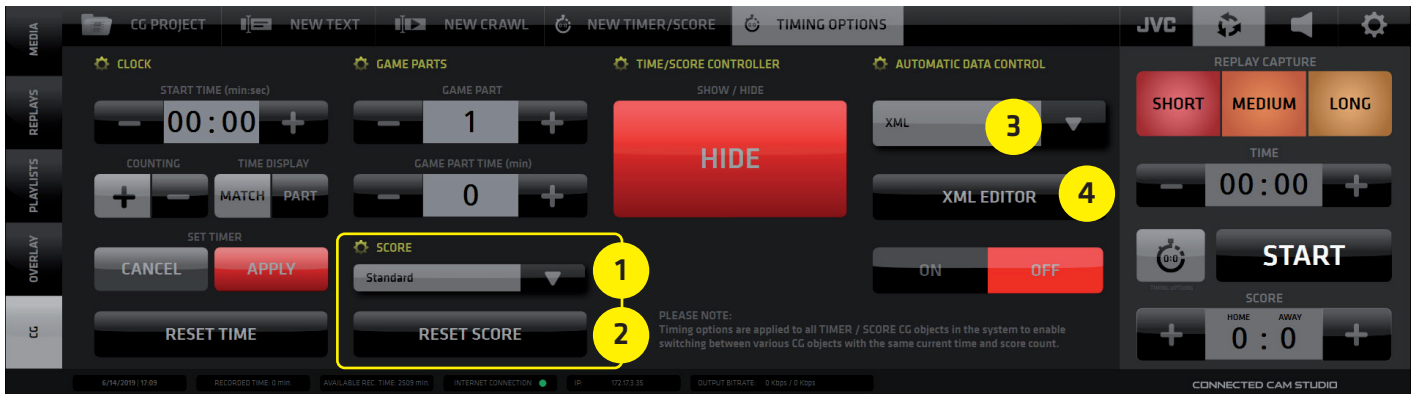 MEDIA
REPLAYS
PLAYLISTS
OVERLAY
CG
CG PROJECT
NEW TEXT
NEW CRAWL
NEW TIMER/SCORE
TIMING OPTIONS
JVC
CLOCK
START TIME (min:sec)
00 : 00
COUNTING
TIME DISPLAY
MATCH PART
SET TIMER
CANCEL APPLY
RESET TIME
GAME PARTS
GAME PART
1
GAME PART TIME (min)
0
SCORE
Standard
1
RESET SCORE
2
TIME/SCORE CONTROLLER
SHOW / HIDE
HIDE
AUTOMATIC DATA CONTROL
XML
3
XML EDITOR
4
ON OFF
PLEASE NOTE:
Timing options are applied to all TIMER / SCORE CG objects in the system to enable
switching between various CG objects with the same current time and score count.
REPLAY CAPTURE
SHORT MEDIUM LONG
TIME
00 : 00
0:0
TIMING OPTIONS
START
SCORE
HOME AWAY
0 : 0
6/14/2019 | 17:09
RECORDED TIME: 0 min.
AVAILABLE REC. TIME: 2509 min.
INTERNET CONNECTION
IP: 172.17.3.35
OUTPUT BITRATE: 0 Kbps / 0 Kbps
CONNECTED CAM STUDIO